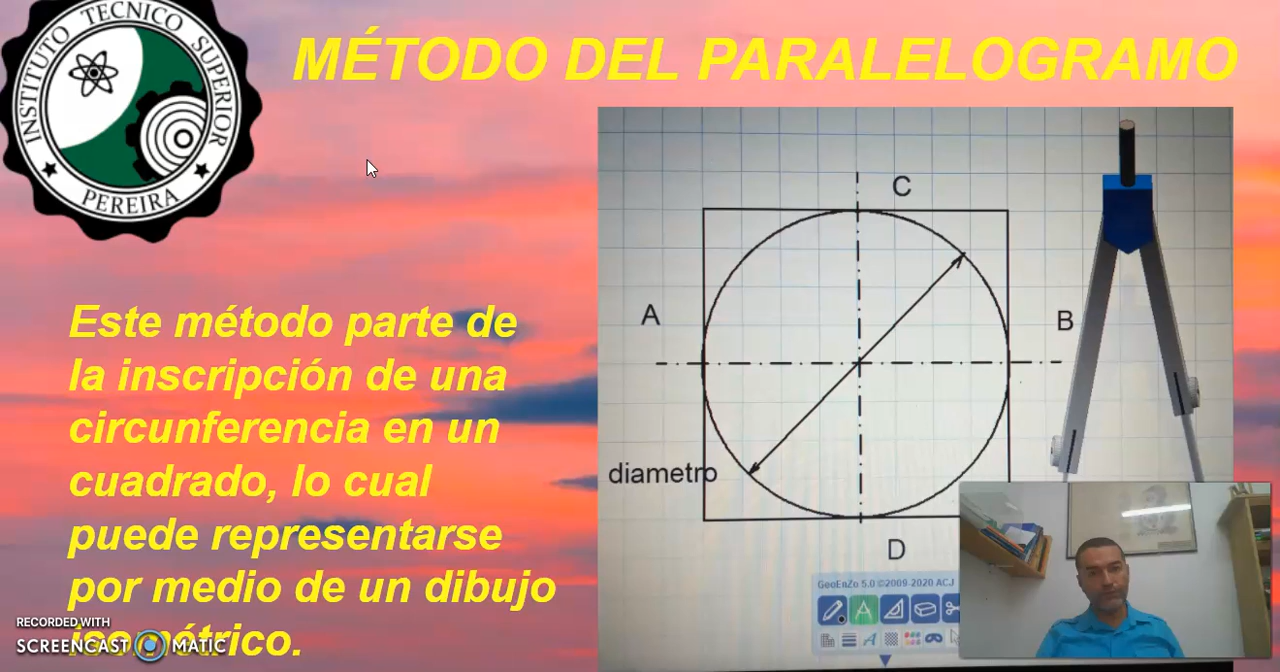 INSTITUTO TECNICO SUPERIOR
PEREIRA
MÉTODO DEL PARALELOGRAMO
Este método parte de
la inscripción de una
circunferencia en un
cuadrado, lo cual
puede representarse
por medio de un dibujo
isométrico.
C
A
B
diametro
D
GeoEnZo 5.0 ©2009-2020 ACJ
RECORDED WITH
SCREENCAST MATIC